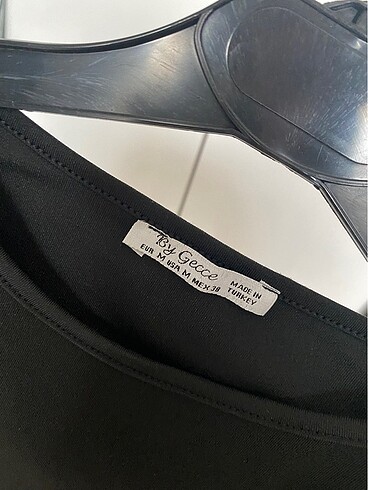 By Gecce
EUR M USA M MEX 38
MADE IN
TURKEY